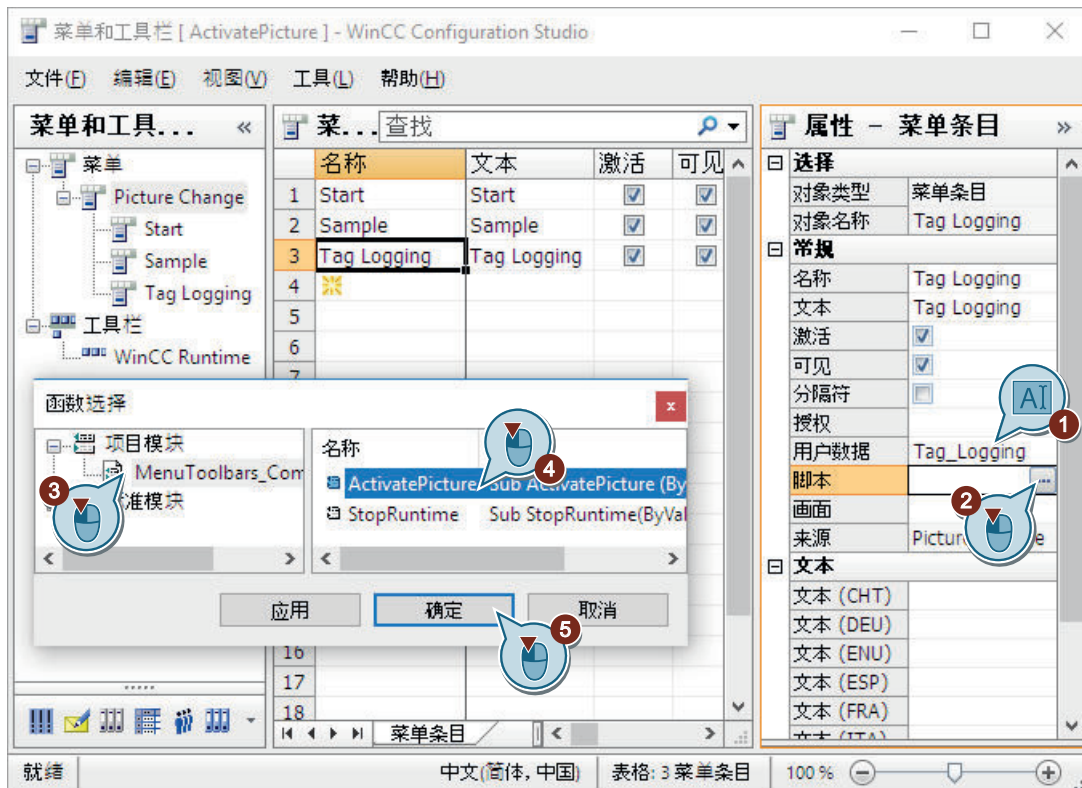 菜单和工具栏 [ ActivatePicture ] - WinCC Configuration Studio
文件(F) 编辑(E) 视图(V) 工具(L) 帮助(H)
菜单和工具... «
菜单
Picture Change
Start
Sample
Tag Logging
工具栏
WinCC Runtime
菜... 查找
名称 文本 激活 可见
1 Start Start
2 Sample Sample
3 Tag Logging Tag Logging
4
5
6
7
16
17
18
菜单条目
属性 - 菜单条目 »
选择
对象类型 菜单条目
对象名称 Tag Logging
常规
名称 Tag Logging
文本 Tag Logging
激活
可见
分隔符
授权
用户数据 Tag_Logging
脚本 ...
画面
来源
文本
文本 (CHT)
文本 (DEU)
文本 (ENU)
文本 (ESP)
文本 (FRA)
文本 (ITA)
AI
1
2
函数选择
x
项目模块
MenuToolbars_Com
准模块
3
名称
ActivatePicture Sub ActivatePicture (By
StopRuntime Sub StopRuntime(ByVal
4
应用 确定 取消
5
就绪 中文(简体, 中国) 表格: 3 菜单条目 100 %